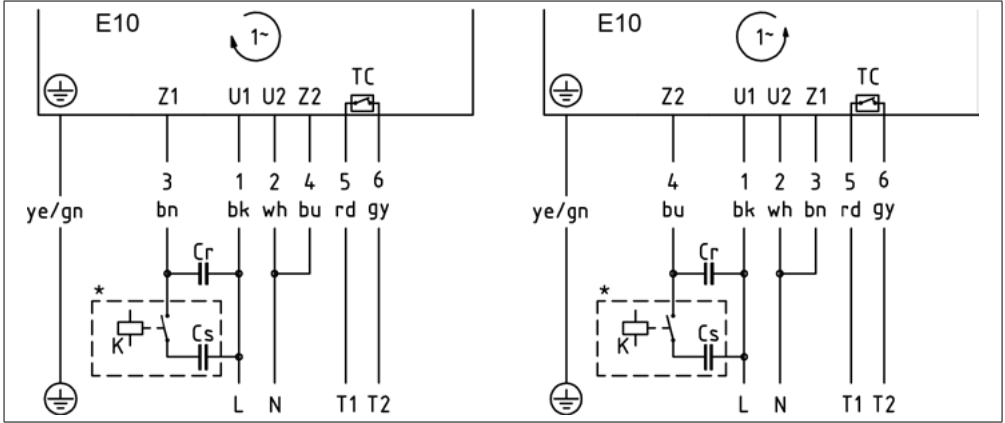 E10 1~ E10 1~
TC TC
Z1 U1 U2 Z2 Z2 U1 U2 Z1
3 1 2 4 5 6 4 1 2 3 5 6
ye/gn bn bk wh bu rd gy ye/gn bu bk wh bn rd gy
Cr Cr
* *
K Cs K Cs
L N T1 T2 L N T1 T2